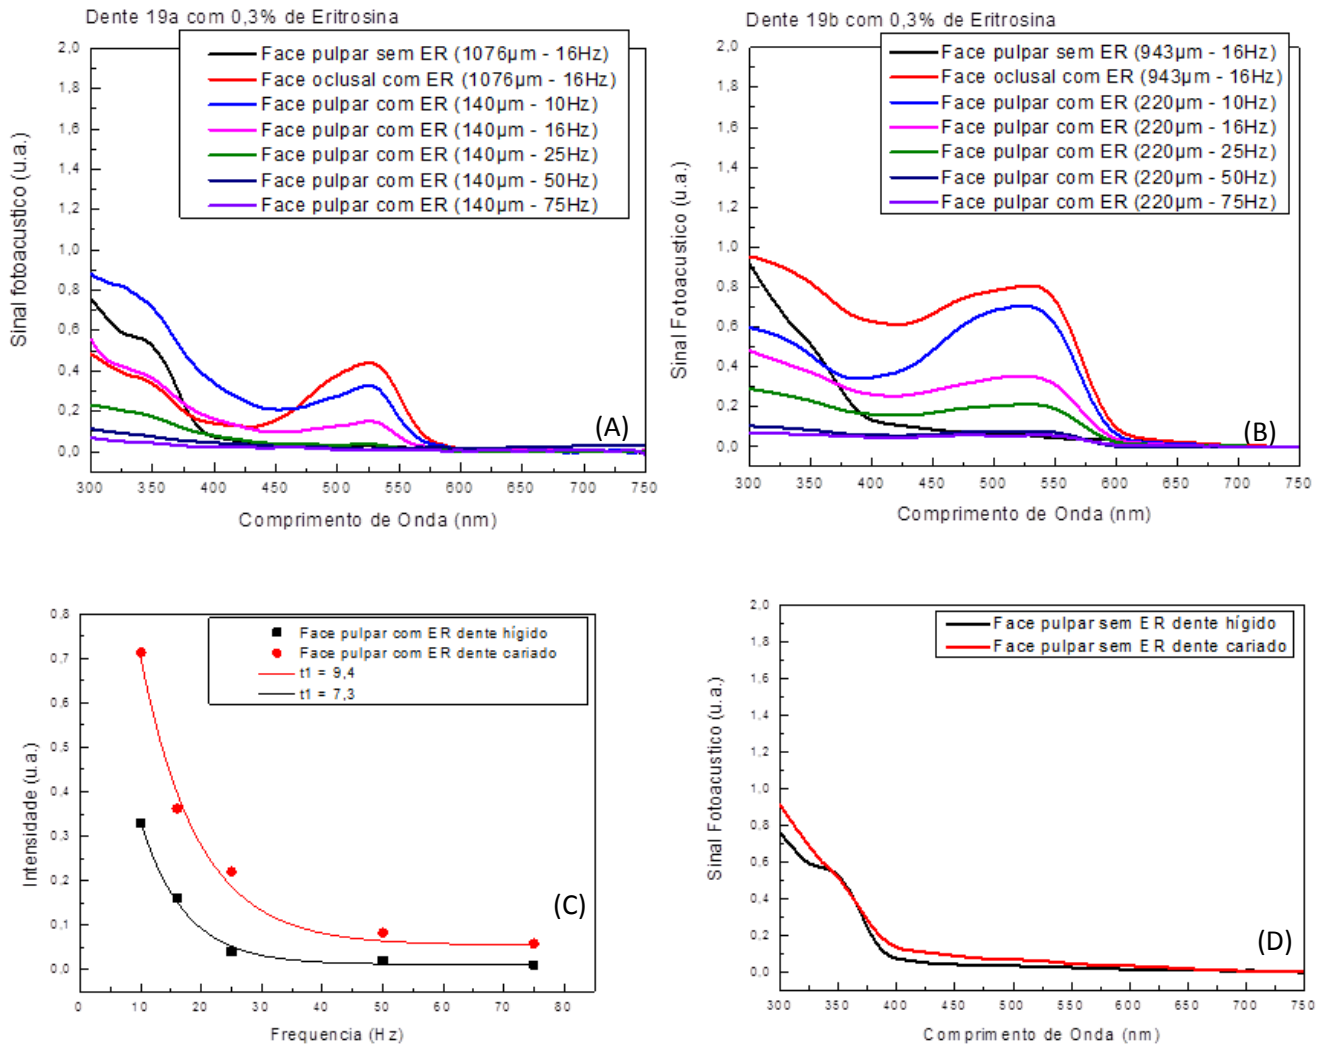 Dente 19a com 0,3% de Eritrosina
Face pulpar sem ER (1076µm - 16Hz)
Face oclusal com ER (1076µm - 16Hz)
Face pulpar com ER (140µm - 10Hz)
Face pulpar com ER (140µm - 16Hz)
Face pulpar com ER (140µm - 25Hz)
Face pulpar com ER (140µm - 50Hz)
Face pulpar com ER (140µm - 75Hz)
2,0
1,8
1,6
1,4
1,2
1,0
0,8
0,6
0,4
0,2
0,0
Sinal fotoacustico (u.a.)
(A)
300 350 400 450 500 550 600 650 700 750
Comprimento de Onda (nm)
Dente 19b com 0,3% de Eritrosina
Face pulpar sem ER (943µm - 16Hz)
Face oclusal com ER (943µm - 16Hz)
Face pulpar com ER (220µm - 10Hz)
Face pulpar com ER (220µm - 16Hz)
Face pulpar com ER (220µm - 25Hz)
Face pulpar com ER (220µm - 50Hz)
Face pulpar com ER (220µm - 75Hz)
2,0
1,8
1,6
1,4
1,2
1,0
0,8
0,6
0,4
0,2
0,0
Sinal Fotoacustico (u.a.)
(B)
300 350 400 450 500 550 600 650 700 750
Comprimento de Onda (nm)
Face pulpar com ER dente hígido
Face pulpar com ER dente cariado
t1 = 9,4
t1 = 7,3
0,8
0,7
0,6
0,5
0,4
0,3
0,2
0,1
0,0
Intensidade (u.a.)
(C)
0 10 20 30 40 50 60 70 80
Frequencia (Hz)
Face pulpar sem ER dente hígido
Face pulpar sem ER dente cariado
2,0
1,8
1,6
1,4
1,2
1,0
0,8
0,6
0,4
0,2
0,0
Sinal Fotoacustico (u.a.)
(D)
300 350 400 450 500 550 600 650 700 750
Comprimento de Onda (nm)